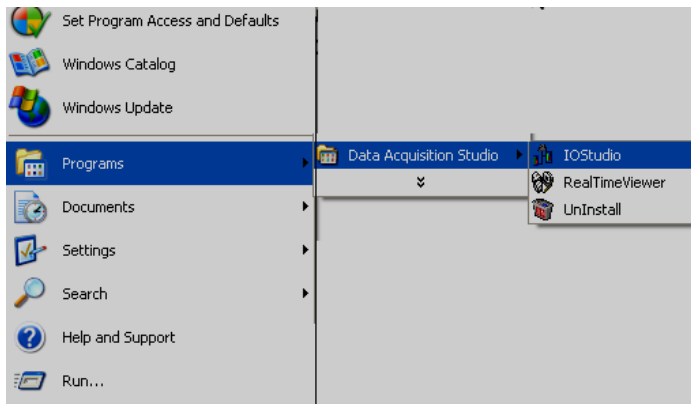 Set Program Access and Defaults
Windows Catalog
Windows Update
Programs
Documents
Settings
Search
Help and Support
Run...
Data Acquisition Studio
IOStudio
RealTimeViewer
UnInstall